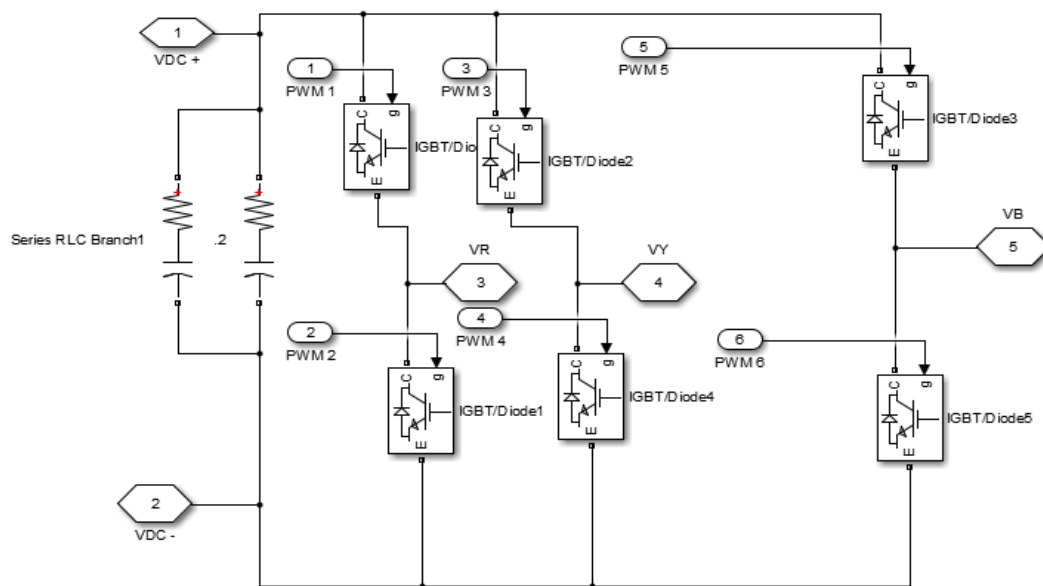 1
VDC +
1
PWM 1
3
PWM 3
5
PWM 5
C
g
E
IGBT/Dio
C
g
E
IGBT/Diode2
C
g
E
IGBT/Diode3
Series RLC Branch1
.2
VR
3
VY
4
VB
5
2
PWM 2
4
PWM 4
6
PWM 6
C
g
E
IGBT/Diode1
C
g
E
IGBT/Diode4
C
g
E
IGBT/Diode5
2
VDC -